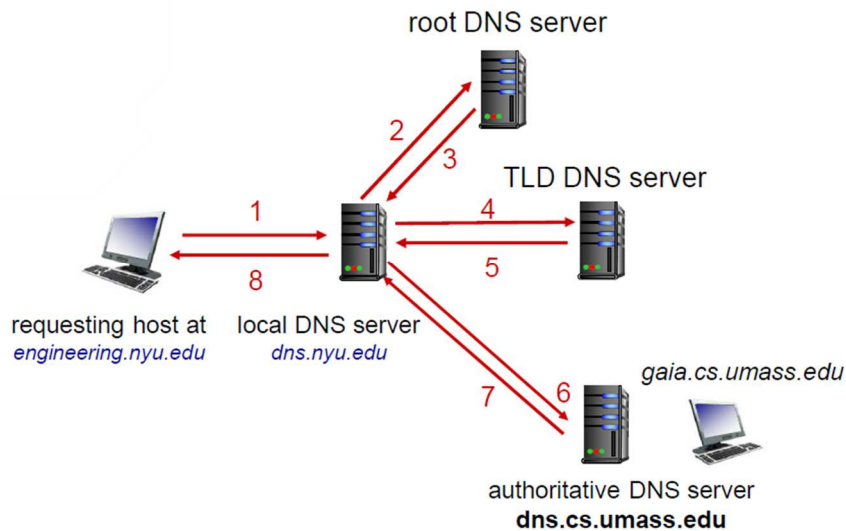 root DNS server
2
3
TLD DNS server
1
4
8
5
requesting host at
engineering.nyu.edu
local DNS server
dns.nyu.edu
7
6
gaia.cs.umass.edu
authoritative DNS server
dns.cs.umass.edu